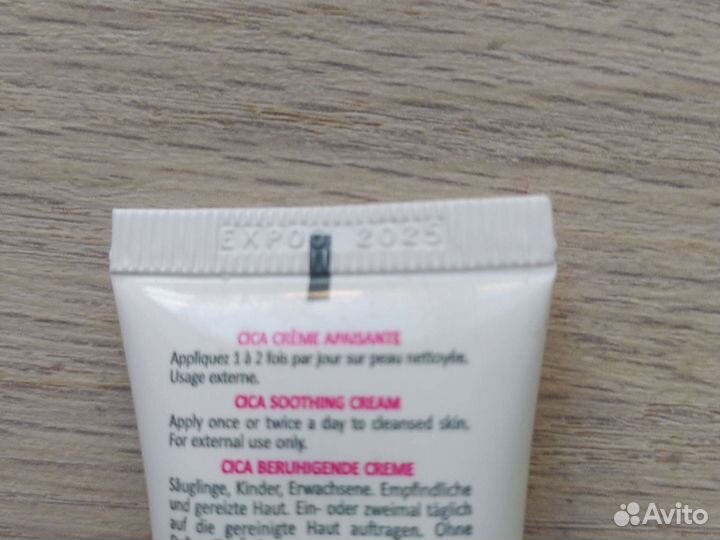 2025
CICA CRÈME APAISANTE
Appliquez 1 à 2 fois par jour sur peau nettoyée.
Usage externe.
CICA SOOTHING CREAM
Apply once or twice a day to cleansed skin.
For external use only.
CICA BERUHIGENDE CREME
Säuglinge, Kinder, Erwachsene. Empfindliche
und gereizte Haut. Ein- oder zweimal täglich
auf die gereinigte Haut auftragen. Ohne
Avito